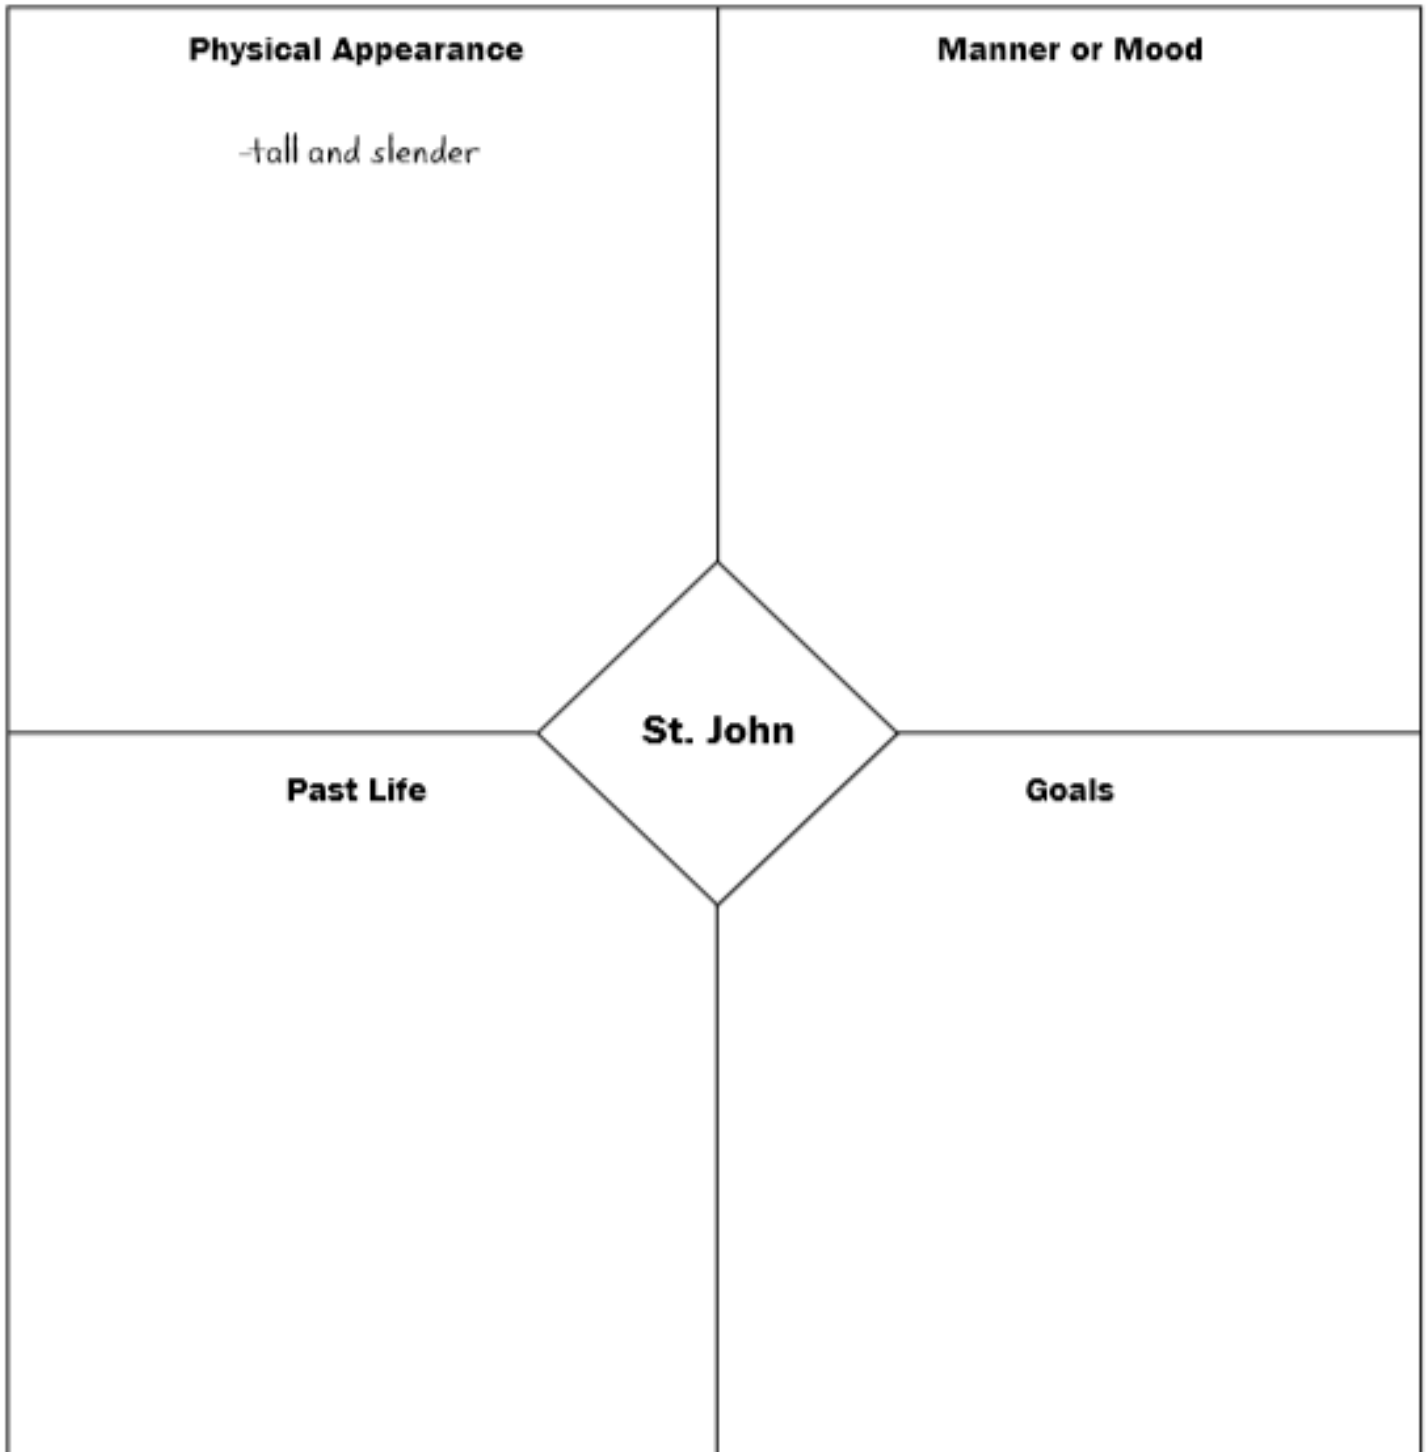 Physical Appearance
Manner or Mood
-tall and slender
St. John
Past Life
Goals